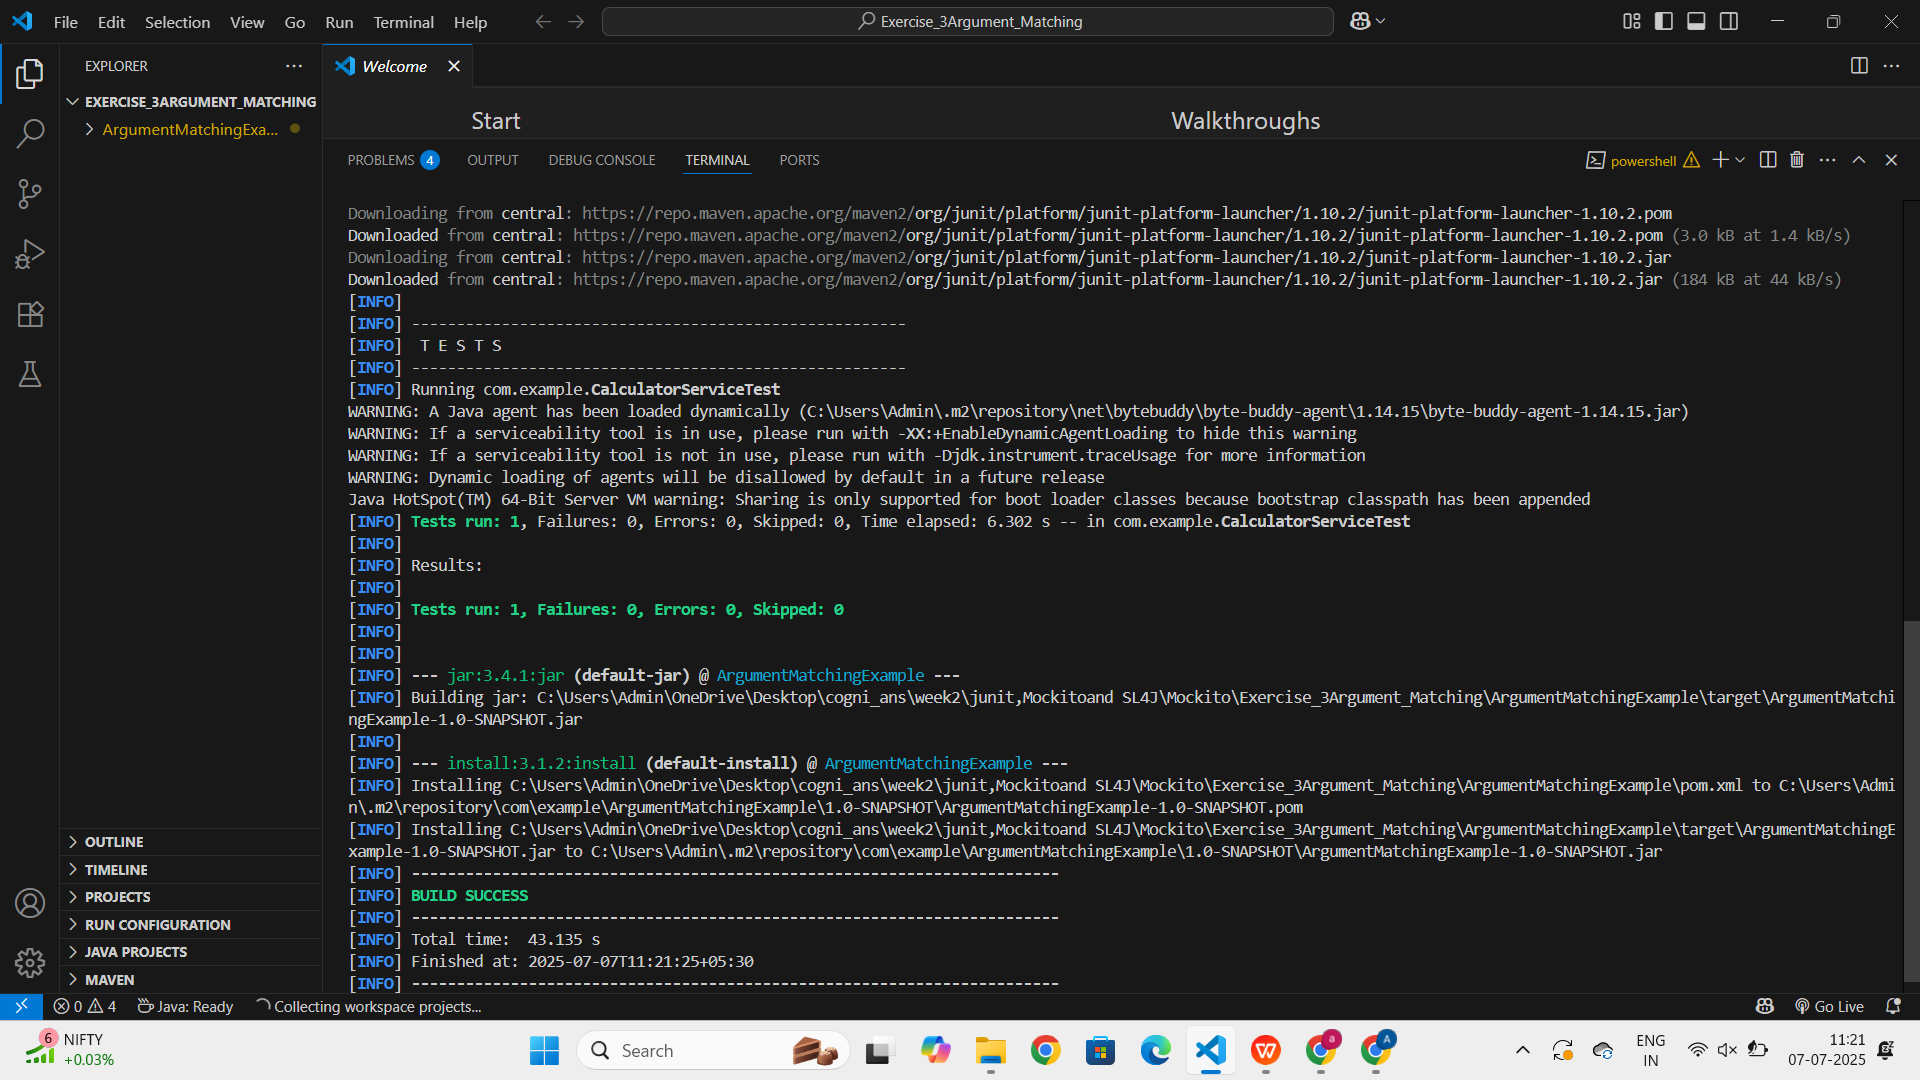 File Edit Selection View Go Run Terminal Help
Exercise_3Argument_Matching
EXPLORER
Welcome
EXERCISE_3ARGUMENT_MATCHING
ArgumentMatchingExa...
Start
Walkthroughs
PROBLEMS 4 OUTPUT DEBUG CONSOLE TERMINAL PORTS
powershell
Downloading from central: https://repo.maven.apache.org/maven2/org/junit/platform/junit-platform-launcher/1.10.2/junit-platform-launcher-1.10.2.pom
Downloaded from central: https://repo.maven.apache.org/maven2/org/junit/platform/junit-platform-launcher/1.10.2/junit-platform-launcher-1.10.2.pom (3.0 kB at 1.4 kB/s)
Downloading from central: https://repo.maven.apache.org/maven2/org/junit/platform/junit-platform-launcher/1.10.2/junit-platform-launcher-1.10.2.jar
Downloaded from central: https://repo.maven.apache.org/maven2/org/junit/platform/junit-platform-launcher/1.10.2/junit-platform-launcher-1.10.2.jar (184 kB at 44 kB/s)
[INFO]
[INFO] -------------------------------------------------------
[INFO]  T E S T S
[INFO] -------------------------------------------------------
[INFO] Running com.example.CalculatorServiceTest
WARNING: A Java agent has been loaded dynamically (C:\Users\Admin\.m2\repository\net\bytebuddy\byte-buddy-agent\1.14.15\byte-buddy-agent-1.14.15.jar)
WARNING: If a serviceability tool is in use, please run with -XX:+EnableDynamicAgentLoading to hide this warning
WARNING: If a serviceability tool is not in use, please run with -Djdk.instrument.traceUsage for more information
WARNING: Dynamic loading of agents will be disallowed by default in a future release
Java HotSpot(TM) 64-Bit Server VM warning: Sharing is only supported for boot loader classes because bootstrap classpath has been appended
[INFO] Tests run: 1, Failures: 0, Errors: 0, Skipped: 0, Time elapsed: 6.302 s -- in com.example.CalculatorServiceTest
[INFO]
[INFO] Results:
[INFO]
[INFO] Tests run: 1, Failures: 0, Errors: 0, Skipped: 0
[INFO]
[INFO]
[INFO] --- jar:3.4.1:jar (default-jar) @ ArgumentMatchingExample ---
[INFO] Building jar: C:\Users\Admin\OneDrive\Desktop\cogni_ans\week2\junit,Mockitoand SL4J\Mockito\Exercise_3Argument_Matching\ArgumentMatchingExample\target\ArgumentMatchi
ngExample-1.0-SNAPSHOT.jar
[INFO]
[INFO] --- install:3.1.2:install (default-install) @ ArgumentMatchingExample ---
[INFO] Installing C:\Users\Admin\OneDrive\Desktop\cogni_ans\week2\junit,Mockitoand SL4J\Mockito\Exercise_3Argument_Matching\ArgumentMatchingExample\pom.xml to C:\Users\Admi
n\.m2\repository\com\example\ArgumentMatchingExample\1.0-SNAPSHOT\ArgumentMatchingExample-1.0-SNAPSHOT.pom
[INFO] Installing C:\Users\Admin\OneDrive\Desktop\cogni_ans\week2\junit,Mockitoand SL4J\Mockito\Exercise_3Argument_Matching\ArgumentMatchingExample\target\ArgumentMatchingE
xample-1.0-SNAPSHOT.jar to C:\Users\Admin\.m2\repository\com\example\ArgumentMatchingExample\1.0-SNAPSHOT\ArgumentMatchingExample-1.0-SNAPSHOT.jar
[INFO] ------------------------------------------------------------------------
[INFO] BUILD SUCCESS
[INFO] ------------------------------------------------------------------------
[INFO] Total time:  43.135 s
[INFO] Finished at: 2025-07-07T11:21:25+05:30
[INFO] ------------------------------------------------------------------------
OUTLINE
TIMELINE
PROJECTS
RUN CONFIGURATION
JAVA PROJECTS
MAVEN
0 4 Java: Ready Collecting workspace projects... Go Live
6 NIFTY
+0.03%
Search
a
A
ENG
IN
11:21
07-07-2025